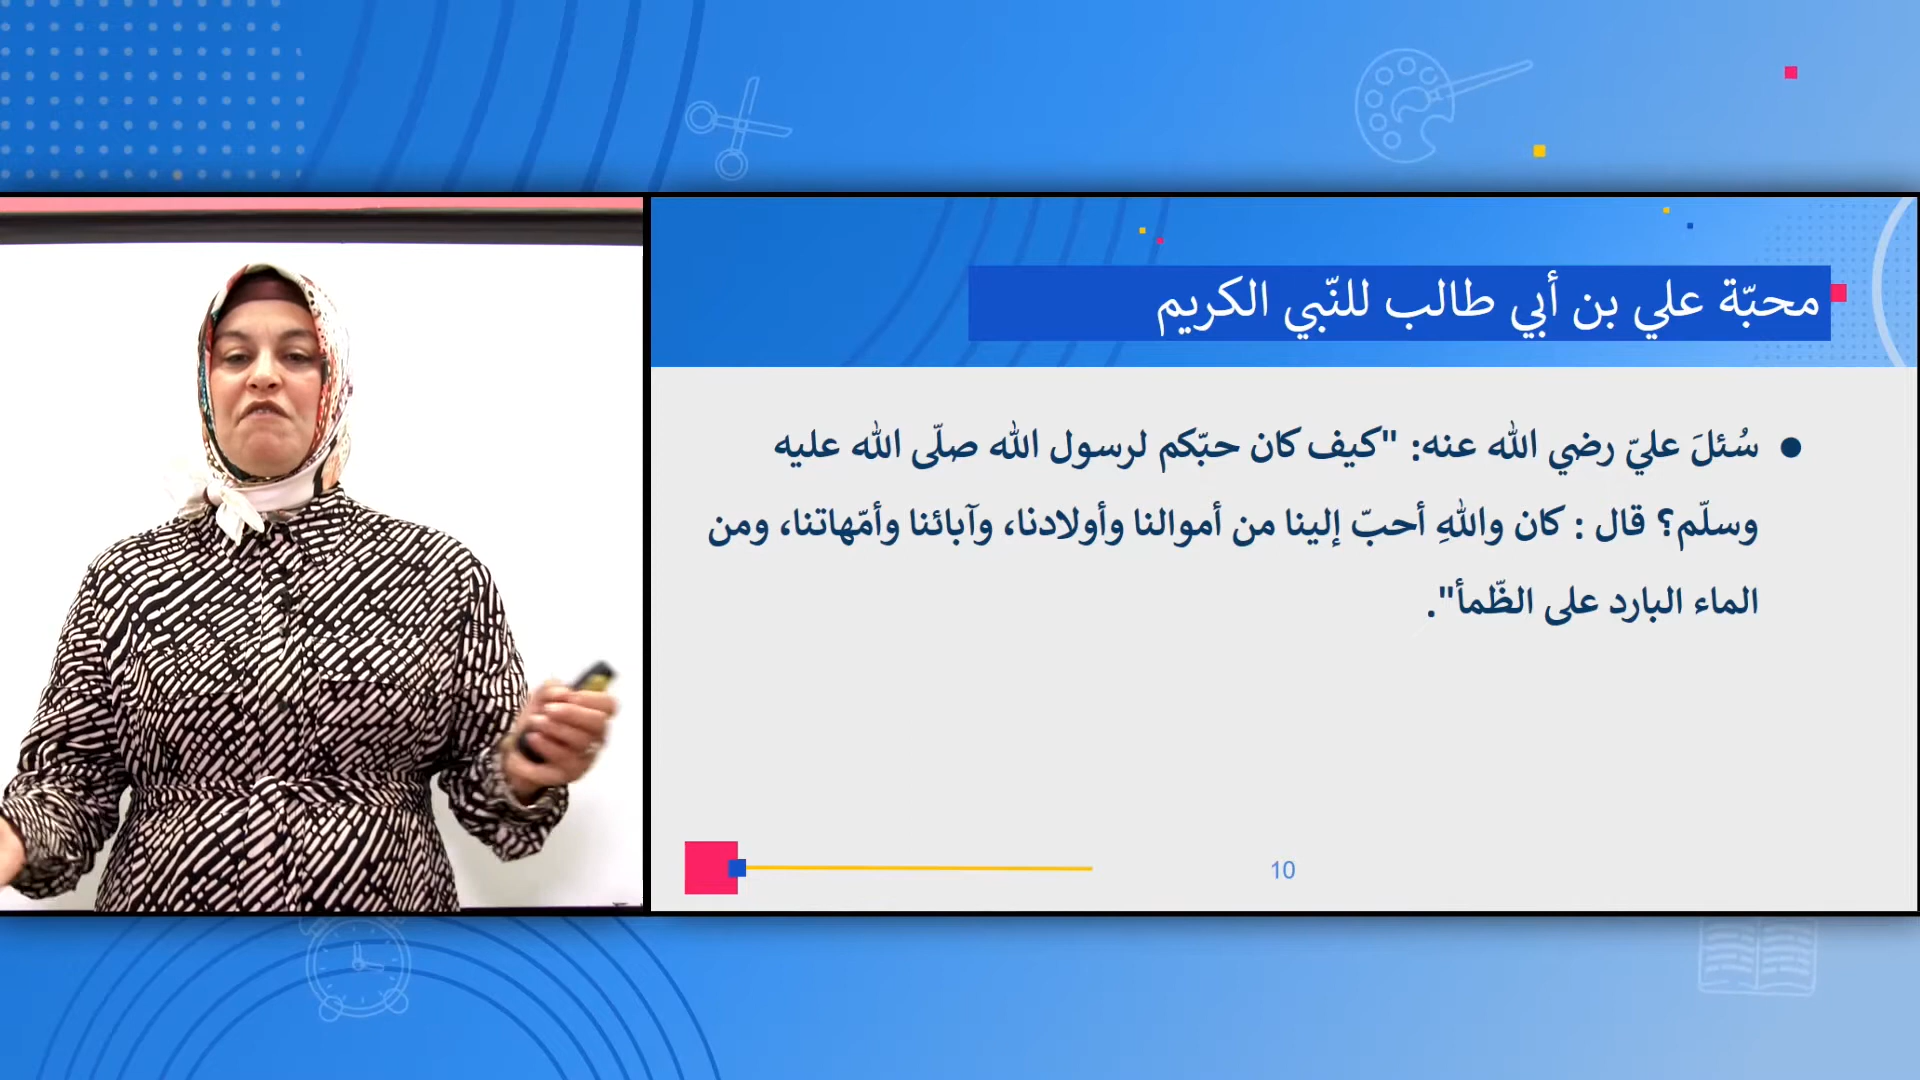 محبّة علي بن أبي طالب للنّبي الكريم
● سُئلَ عليّ رضي الله عنه: "كيف كان حبّكم لرسول الله صلّى الله عليه
وسلّم؟ قال : كان واللهِ أحبّ إلينا من أموالنا وأولادنا، وآبائنا وأمّهاتنا، ومن
الماء البارد على الظّمأ".
10